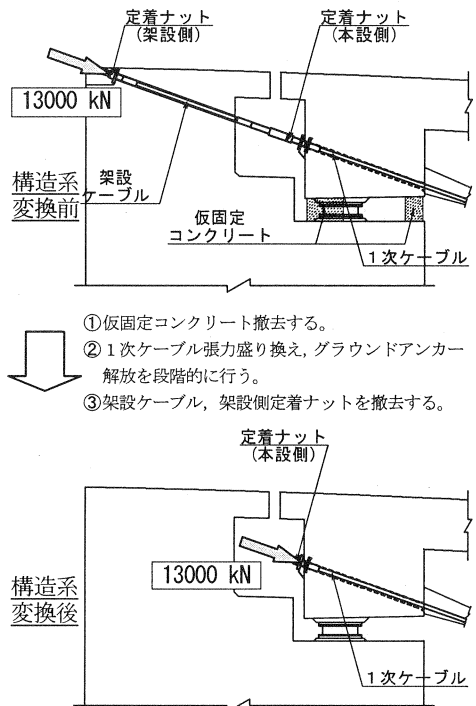 定着ナット
(架設側)
定着ナット
(本設側)
13000 kN
構造系
変換前
架設
ケーブル
仮固定
コンクリート
1次ケーブル
①仮固定コンクリート撤去する。
②1次ケーブル張力盛り換え,グラウンドアンカー
解放を段階的に行う。
③架設ケーブル,架設側定着ナットを撤去する。
定着ナット
(本設側)
13000 kN
構造系
変換後
1次ケーブル